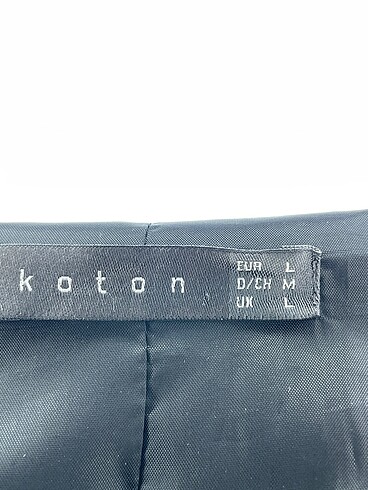 koton
EUR L
D/CH M
UK L